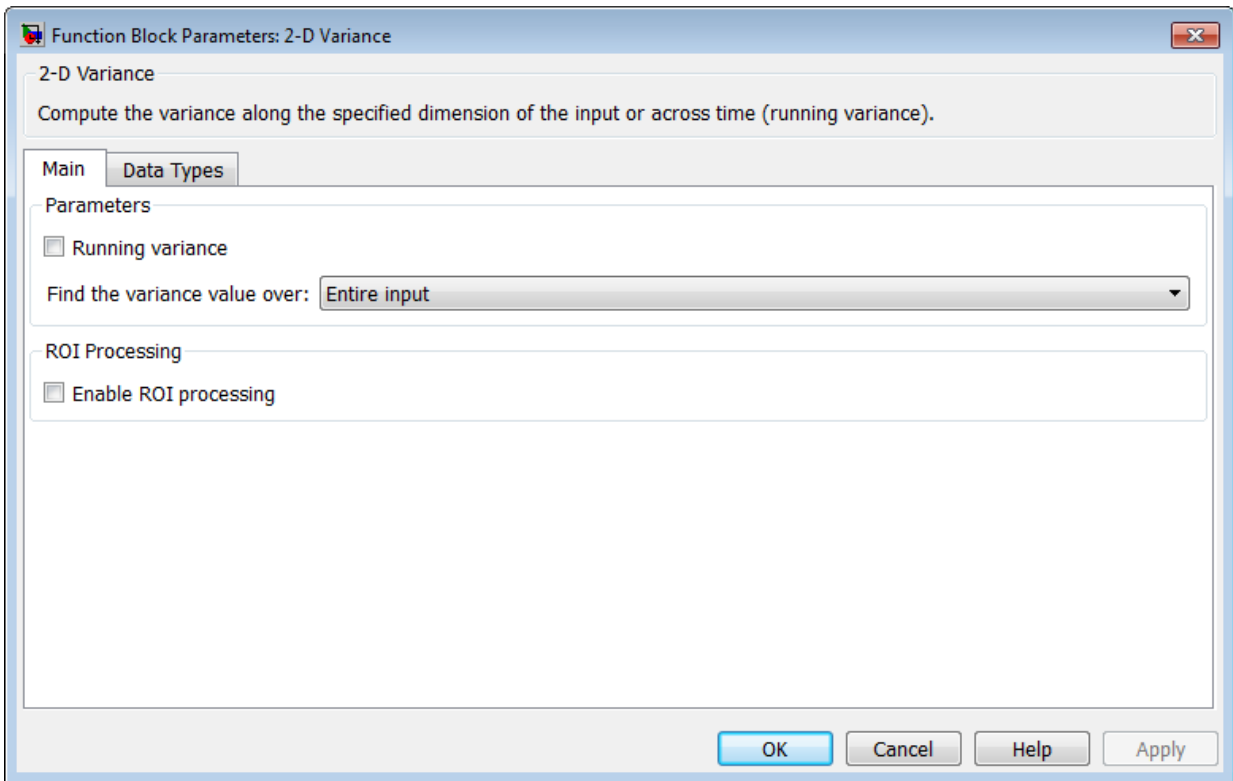 Function Block Parameters: 2-D Variance
2-D Variance
Compute the variance along the specified dimension of the input or across time (running variance).
Main Data Types
Parameters
Running variance
Find the variance value over: Entire input
ROI Processing
Enable ROI processing
OK Cancel Help Apply